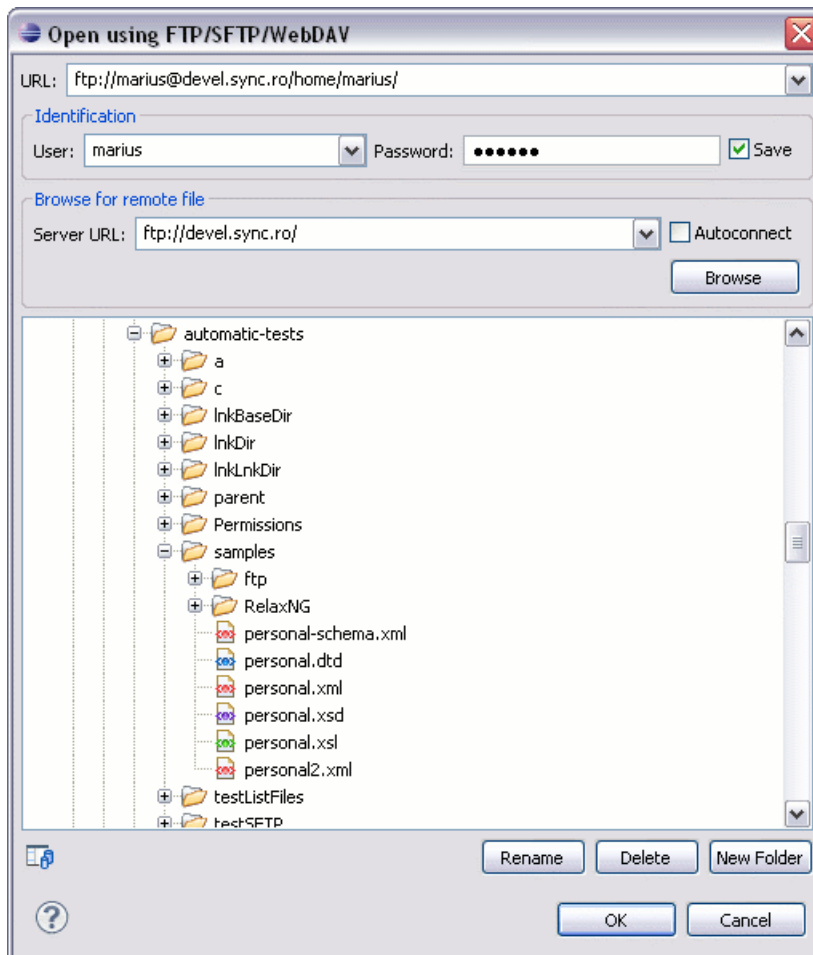 Open using FTP/SFTP/WebDAV
URL: ftp://marius@devel.sync.ro/home/marius/
Identification
User: marius Password: ●●●●●● Save
Browse for remote file
Server URL: ftp://devel.sync.ro/ Autoconnect
Browse
automatic-tests
a
c
lnkBaseDir
lnkDir
lnkLnkDir
parent
Permissions
samples
ftp
RelaxNG
personal-schema.xml
personal.dtd
personal.xml
personal.xsd
personal.xsl
personal2.xml
testListFiles
testSFTP
Rename Delete New Folder
OK Cancel